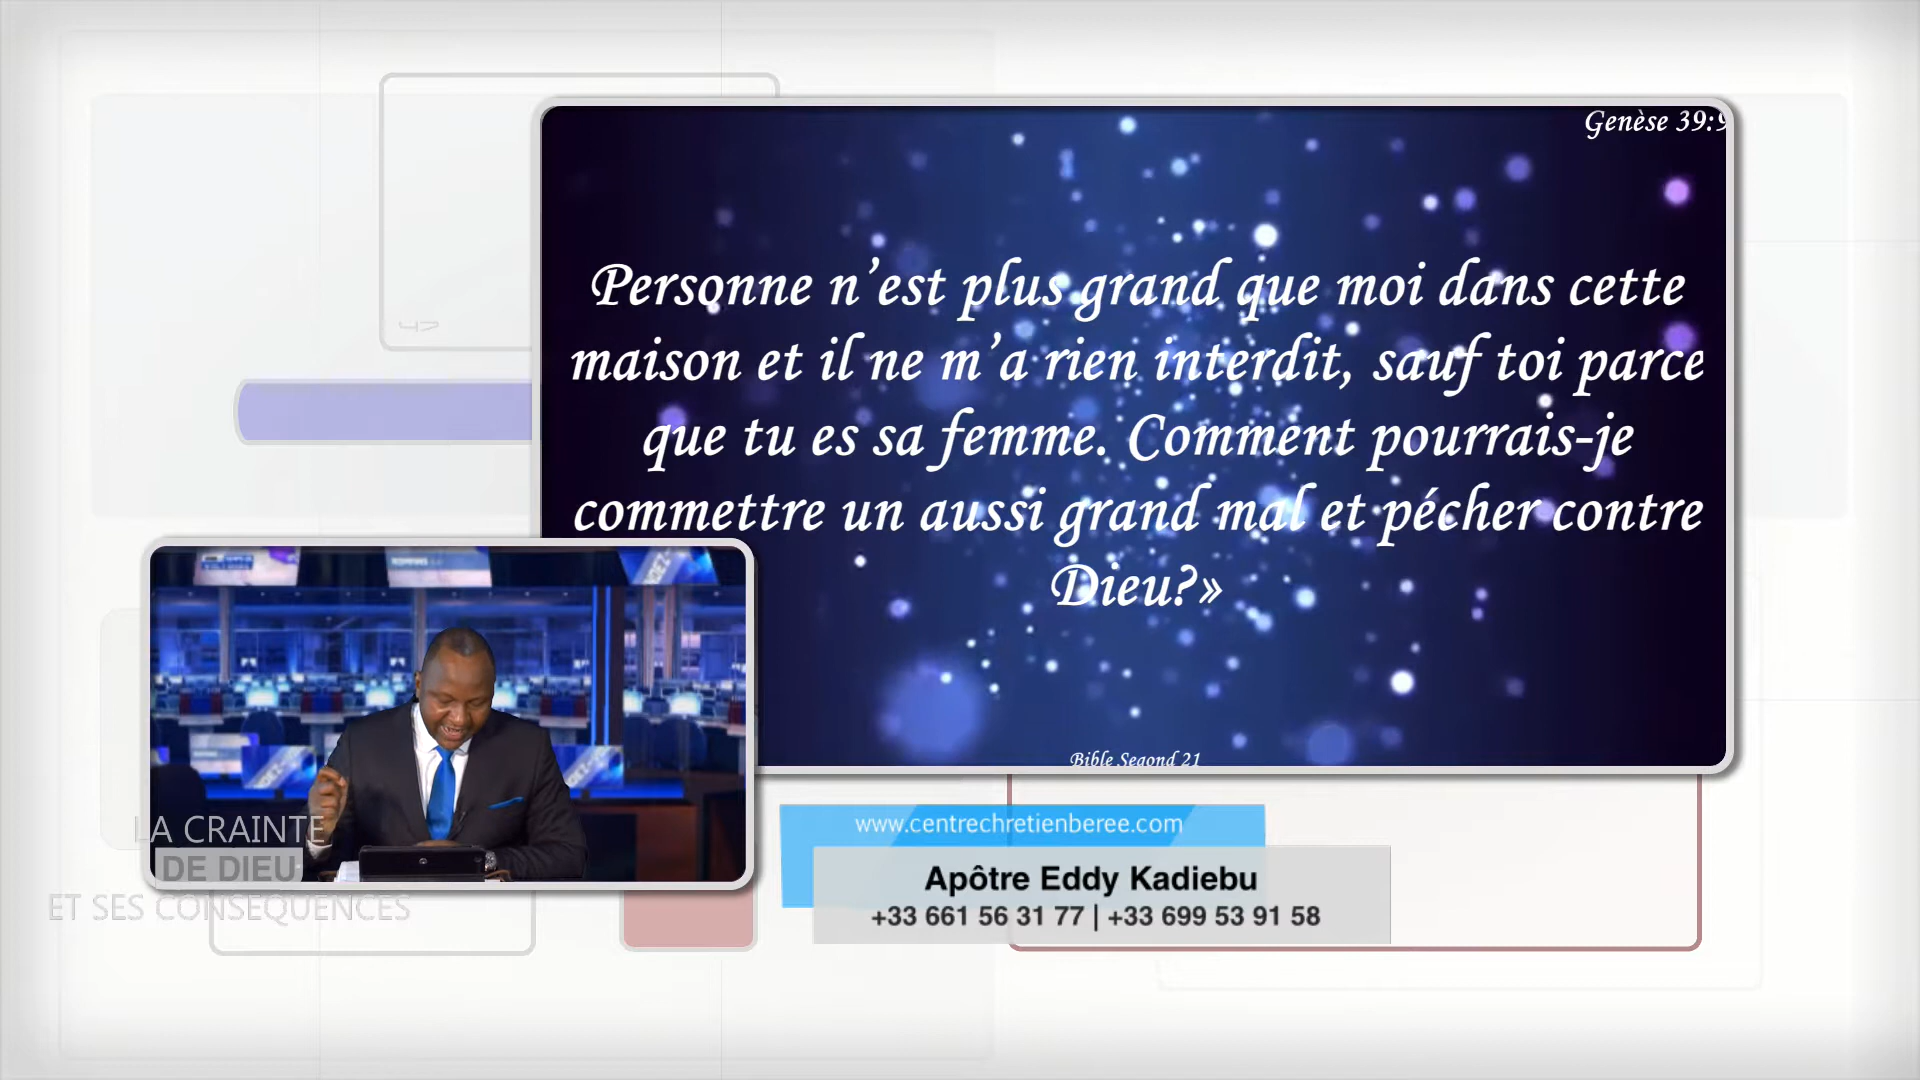 Genèse 39:9
Personne n’est plus grand que moi dans cette
maison et il ne m’a rien interdit, sauf toi parce
que tu es sa femme. Comment pourrais-je
commettre un aussi grand mal et pécher contre
Dieu?»
Bible Segond 21
LA CRAINTE
DE DIEU
ET SES CONSEQUENCES
www.centrechretienberee.com
Apôtre Eddy Kadiebu
+33 661 56 31 77 | +33 699 53 91 58